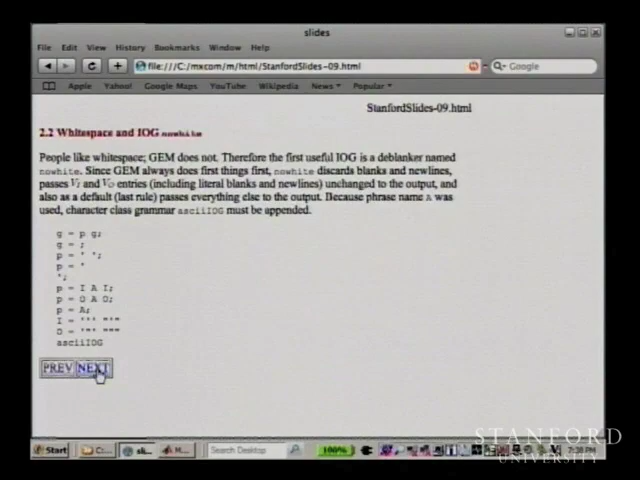 slides
File Edit View History Bookmarks Window Help
file:///C:/mxcom/m/html/StanfordSlides-09.html
Google
Apple Yahoo! Google Maps YouTube Wikipedia News Popular
StanfordSlides-09.html
2.2 Whitespace and IOG nowhite
People like whitespace; GEM does not. Therefore the first useful IOG is a deblanker named
nowhite. Since GEM always does first things first, nowhite discards blanks and newlines,
passes VI and VO entries (including literal blanks and newlines) unchanged to the output, and
also as a default (last rule) passes everything else to the output. Because phrase name A was
used, character class grammar asciiIOG must be appended.
g = p g;
g = ;
p = ' ';
p = '
';
p = I A I;
p = O A O;
p = A;
I = ''' '"'
O = '"' """
asciiIOG
PREV NEXT
Start
Search Desktop
100%
7:38 PM
STANFORD
UNIVERSITY